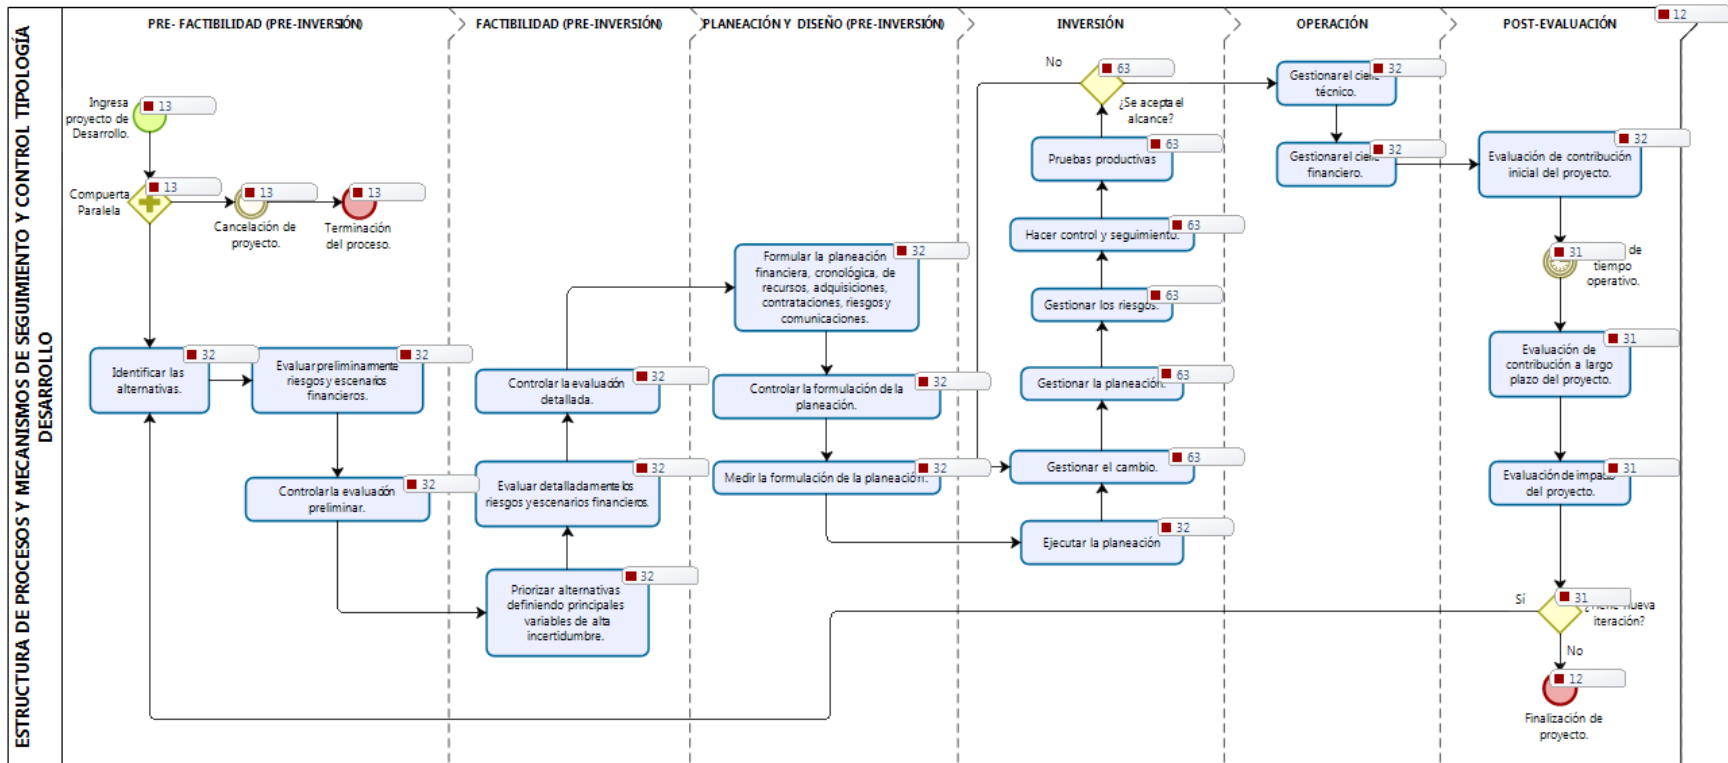 ESTRUCTURA DE PROCESOS Y MECANISMOS DE SEGUIMIENTO Y CONTROL TIPOLOGÍA
DESARROLLO
PRE- FACTIBILIDAD (PRE-INVERSIÓN)
FACTIBILIDAD (PRE-INVERSIÓN)
PLANEACIÓN Y DISEÑO (PRE-INVERSIÓN)
INVERSIÓN
OPERACIÓN
POST-EVALUACIÓN
12
Ingresa
proyecto de
Desarrollo.
13
Compuerta
Paralela
13
13
Cancelación de
proyecto.
13
Terminación
del proceso.
Identificar las
alternativas.
32
Evaluar preliminarmente
riesgos y escenarios
financieros.
32
Controlar la evaluación
preliminar.
32
Controlar la evaluación
detallada.
32
Evaluar detalladamente los
riesgos y escenarios financieros.
32
Priorizar alternativas
definiendo principales
variables de alta
incertidumbre.
32
Formular la planeación
financiera, cronológica, de
recursos, adquisiciones,
contrataciones, riesgos y
comunicaciones.
32
Controlar la formulación de la
planeación.
32
Medir la formulación de la planeación.
32
No
63
¿Se acepta el
alcance?
Pruebas productivas
63
Hacer control y seguimiento.
63
Gestionar los riesgos.
63
Gestionar la planeación.
63
Gestionar el cambio.
63
Ejecutar la planeación
32
Gestionar el
técnico.
32
Gestionar el
financiero.
32
Evaluación de contribución
inicial del proyecto.
32
31
de
tiempo
operativo.
Evaluación de
contribución a largo
plazo del proyecto.
31
Evaluación de impacto
del proyecto.
31
Sí
31
nueva
iteración?
No
12
Finalización de
proyecto.